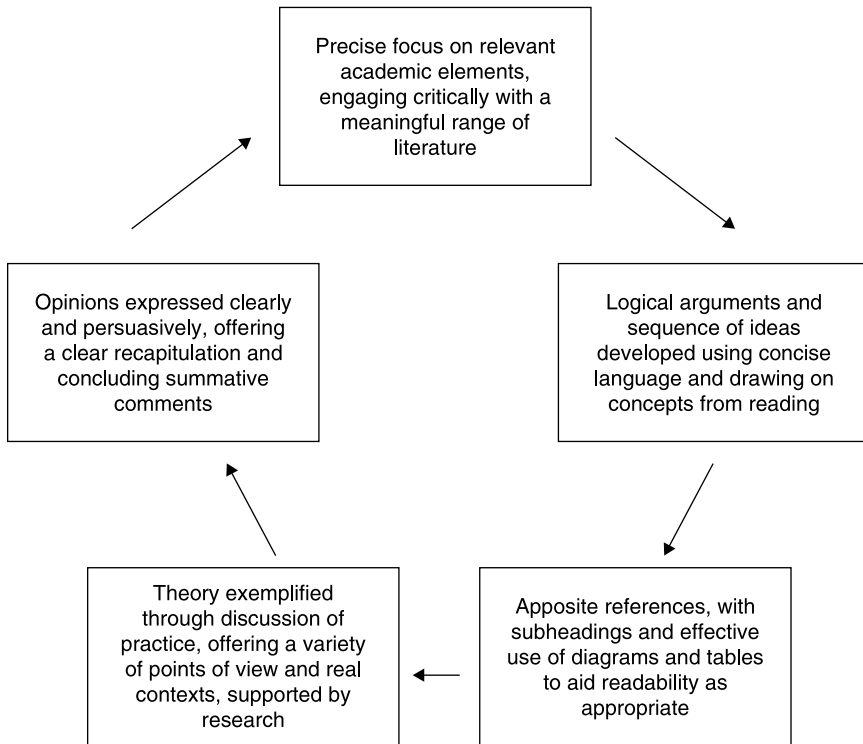 Precise focus on relevant
academic elements,
engaging critically with a
meaningful range of
literature
Logical arguments and
sequence of ideas
developed using concise
language and drawing on
concepts from reading
Apposite references, with
subheadings and effective
use of diagrams and tables
to aid readability as
appropriate
Theory exemplified
through discussion of
practice, offering a variety
of points of view and real
contexts, supported by
research
Opinions expressed clearly
and persuasively, offering
a clear recapitulation and
concluding summative
comments